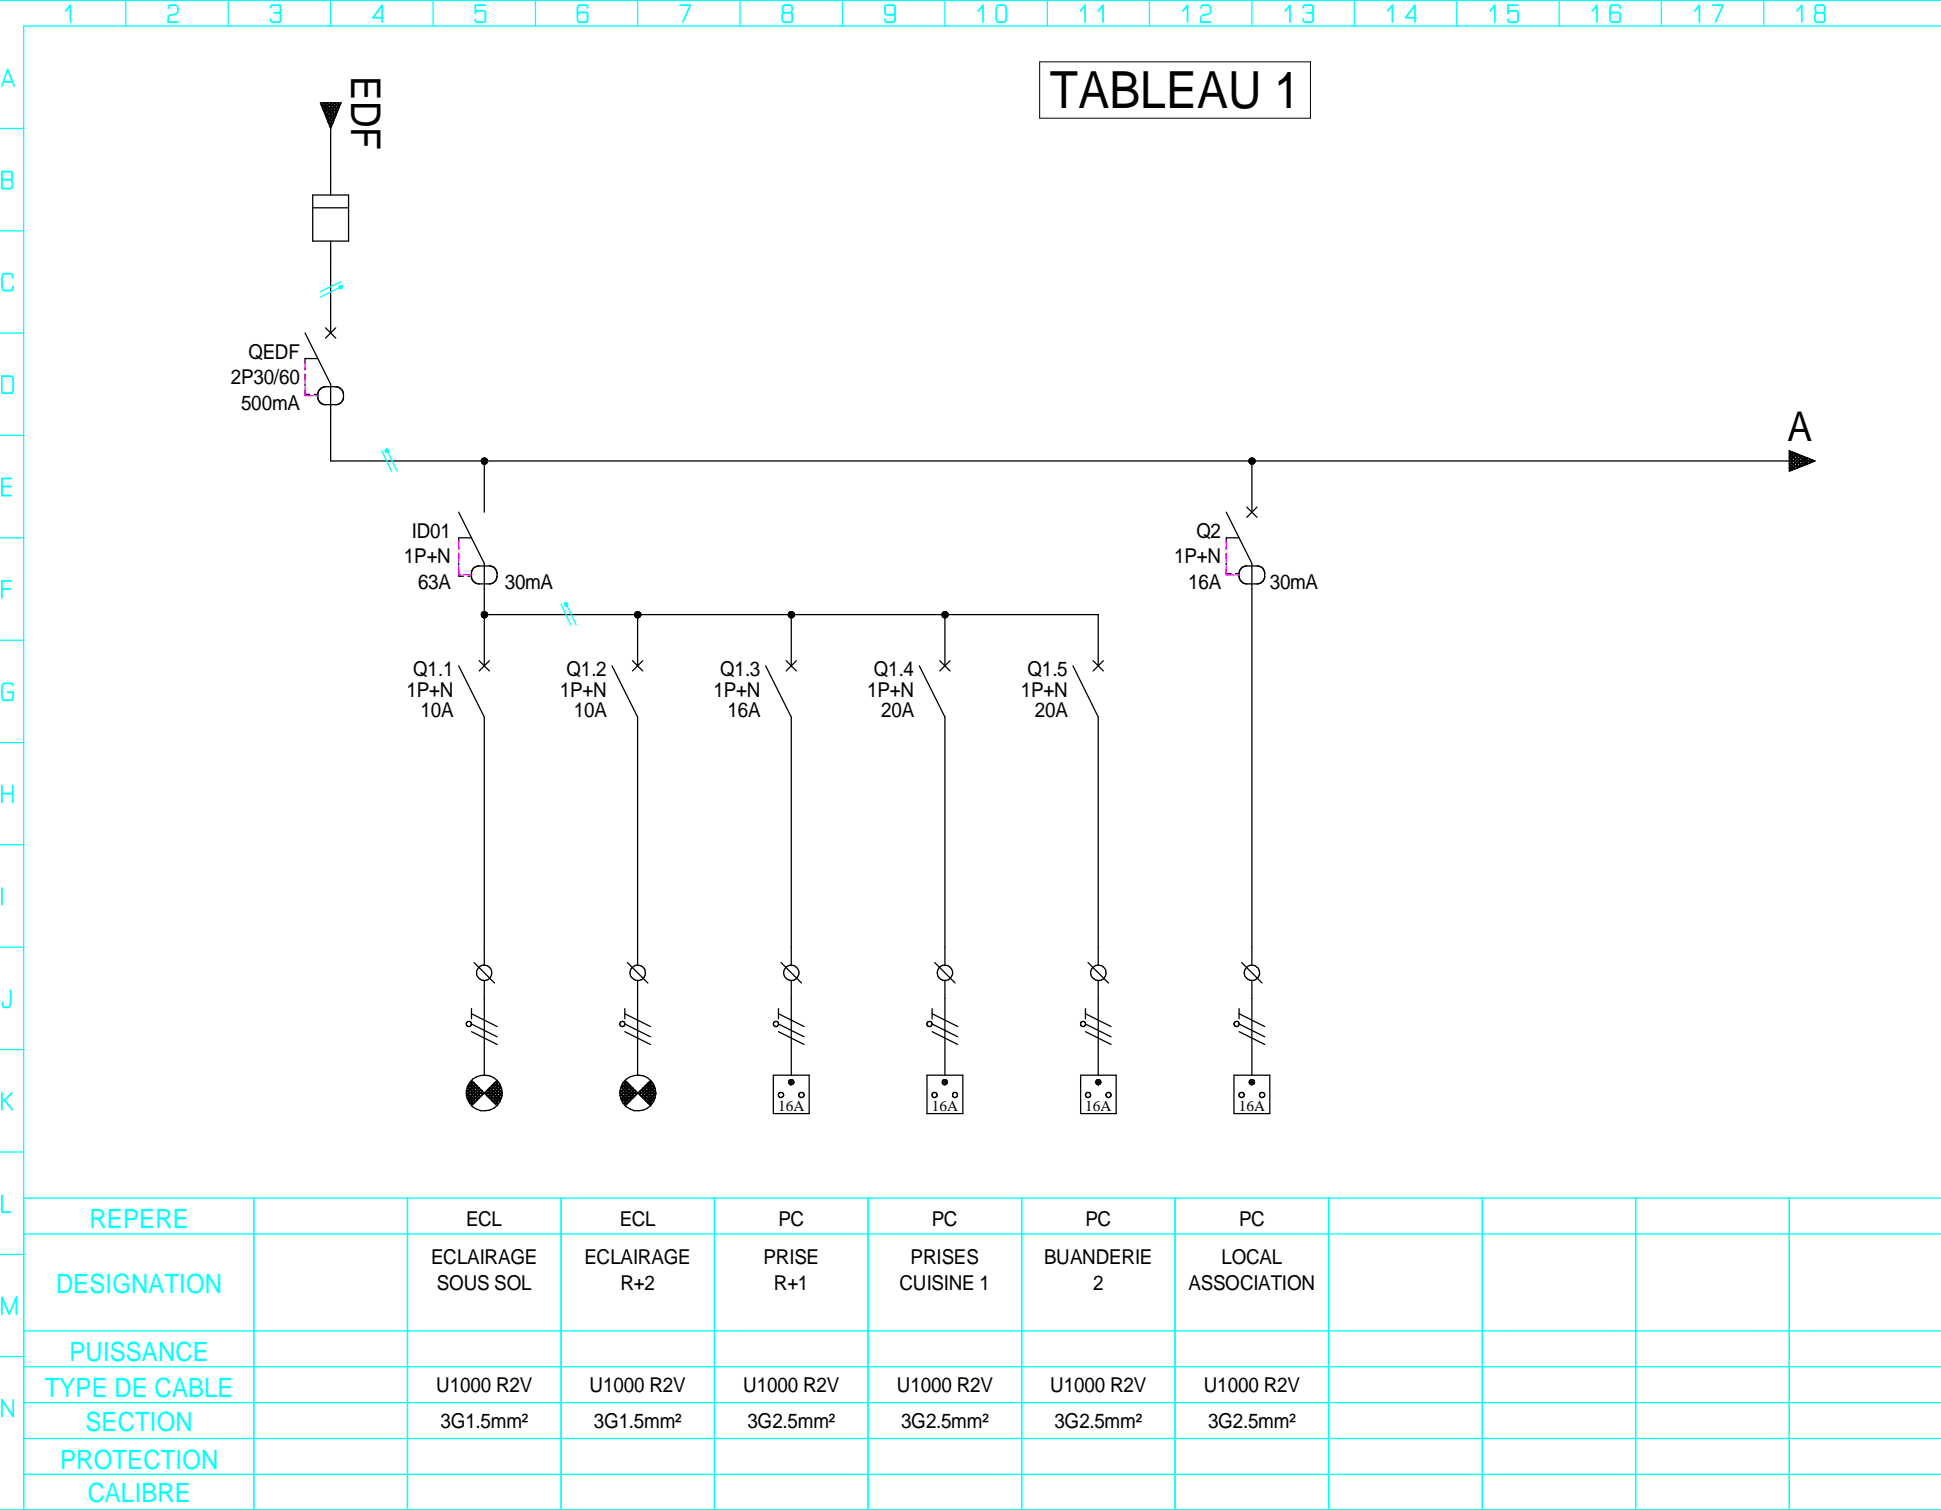 1 2 3 4 5 6 7 8 9 10 11 12 13 14 15 16 17 18
A
B
C
D
E
F
G
H
I
J
K
L
M
N
TABLEAU 1
EDF
QEDF
2P30/60
500mA
A
ID01
1P+N
63A 30mA
Q2
1P+N
16A 30mA
Q1.1
1P+N
10A
Q1.2
1P+N
10A
Q1.3
1P+N
16A
Q1.4
1P+N
20A
Q1.5
1P+N
20A
16A 16A 16A 16A
REPERE ECL ECL PC PC PC PC
DESIGNATION
ECLAIRAGE
SOUS SOL
ECLAIRAGE
R+2
PRISE
R+1
PRISES
CUISINE 1
BUANDERIE
2
LOCAL
ASSOCIATION
PUISSANCE
TYPE DE CABLE U1000 R2V U1000 R2V U1000 R2V U1000 R2V U1000 R2V U1000 R2V
SECTION 3G1.5mm² 3G1.5mm² 3G2.5mm² 3G2.5mm² 3G2.5mm² 3G2.5mm²
PROTECTION
CALIBRE